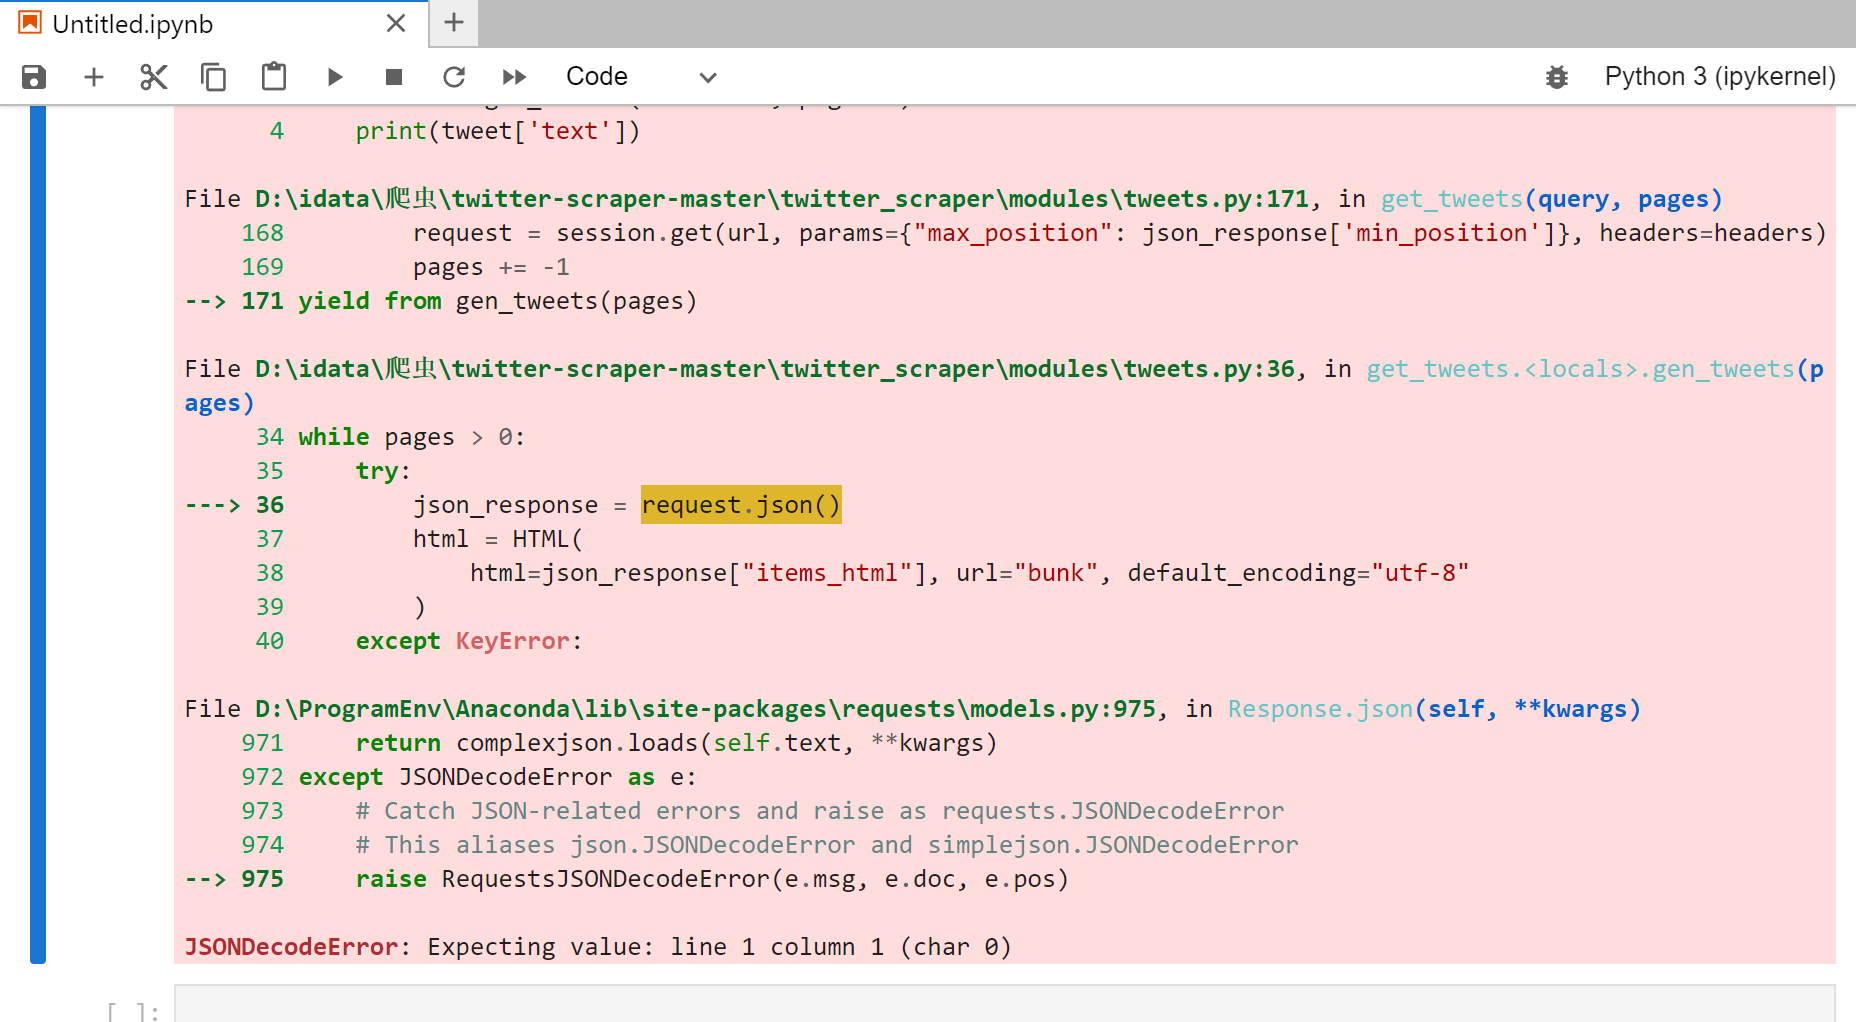 Untitled.ipynb
Code
Python 3 (ipykernel)
4     print(tweet['text'])
File D:\idata\爬虫\twitter-scraper-master\twitter_scraper\modules\tweets.py:171, in get_tweets(query, pages)
168         request = session.get(url, params={"max_position": json_response['min_position']}, headers=headers)
169         pages += -1
--> 171 yield from gen_tweets(pages)
File D:\idata\爬虫\twitter-scraper-master\twitter_scraper\modules\tweets.py:36, in get_tweets.<locals>.gen_tweets(p
ages)
34 while pages > 0:
35     try:
---> 36         json_response = request.json()
37         html = HTML(
38             html=json_response["items_html"], url="bunk", default_encoding="utf-8"
39         )
40     except KeyError:
File D:\ProgramEnv\Anaconda\lib\site-packages\requests\models.py:975, in Response.json(self, **kwargs)
971     return complexjson.loads(self.text, **kwargs)
972 except JSONDecodeError as e:
973     # Catch JSON-related errors and raise as requests.JSONDecodeError
974     # This aliases json.JSONDecodeError and simplejson.JSONDecodeError
--> 975     raise RequestsJSONDecodeError(e.msg, e.doc, e.pos)
JSONDecodeError: Expecting value: line 1 column 1 (char 0)
[ ]: